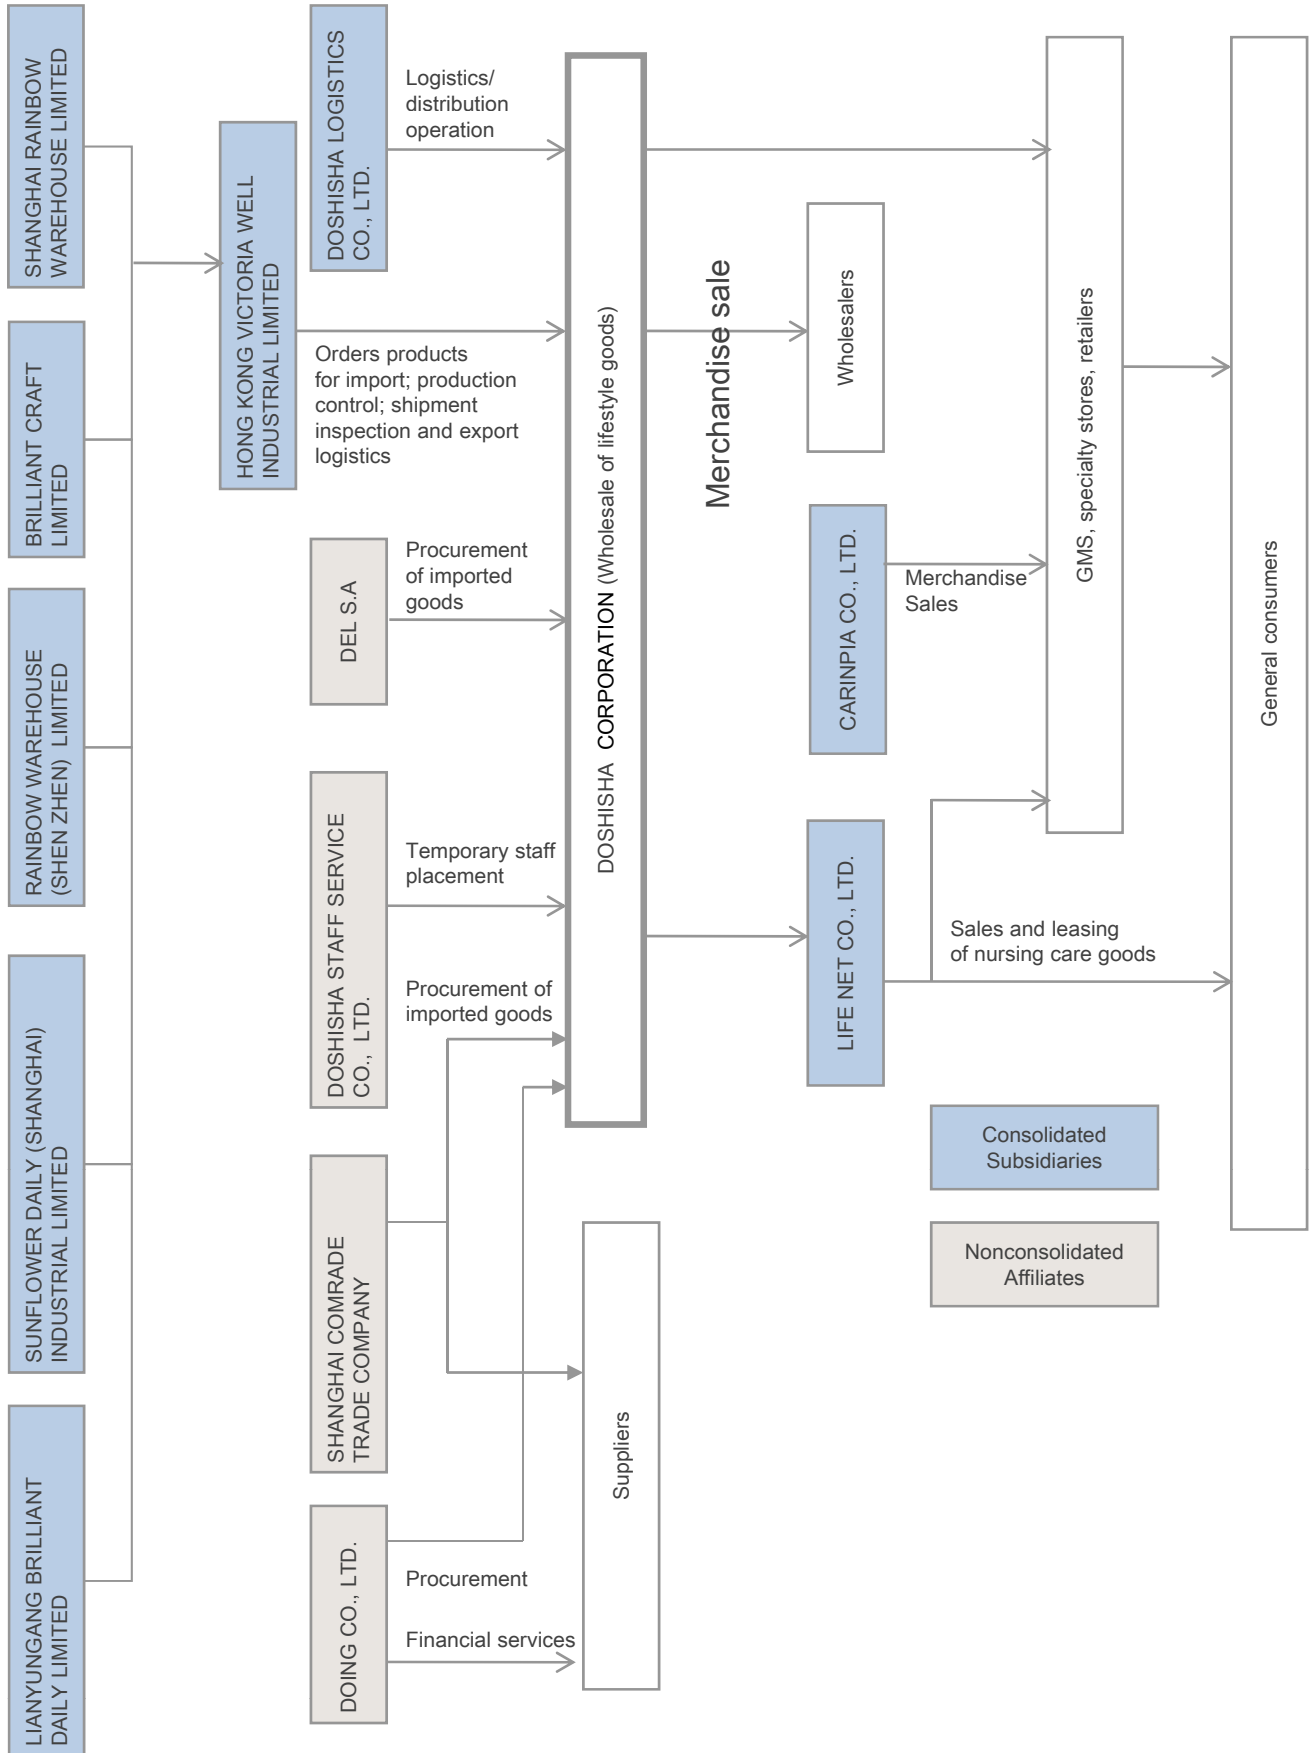 SHANGHAI RAINBOW
WAREHOUSE LIMITED
BRILLIANT CRAFT
LIMITED
RAINBOW WAREHOUSE
(SHEN ZHEN) LIMITED
SUNFLOWER DAILY (SHANGHAI)
INDUSTRIAL LIMITED
LIANYUNGANG BRILLIANT
DAILY LIMITED
HONG KONG VICTORIA WELL
INDUSTRIAL LIMITED
DOSHISHA LOGISTICS
CO., LTD.
Logistics/
distribution
operation
Orders products
for import; production
control; shipment
inspection and export
logistics
DEL S.A
Procurement
of imported
goods
DOSHISHA STAFF SERVICE
CO., LTD.
Temporary staff
placement
Procurement of
imported goods
SHANGHAI COMRADE
TRADE COMPANY
DOING CO., LTD.
Procurement
Financial services
DOSHISHA CORPORATION (Wholesale of lifestyle goods)
Suppliers
Merchandise sale
Wholesalers
CARINPIA CO., LTD.
Merchandise
Sales
LIFE NET CO., LTD.
Sales and leasing
of nursing care goods
GMS, specialty stores, retailers
General consumers
Consolidated
Subsidiaries
Nonconsolidated
Affiliates